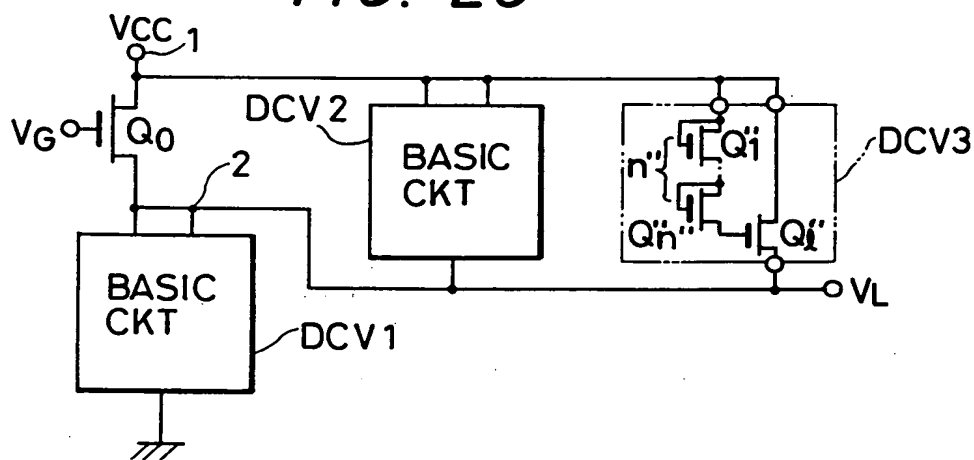 VCC 1
VG
Q0
2
BASIC
CKT
DCV1
DCV2
BASIC
CKT
n"
Q"1
Q"n"
Q"l
DCV3
VL